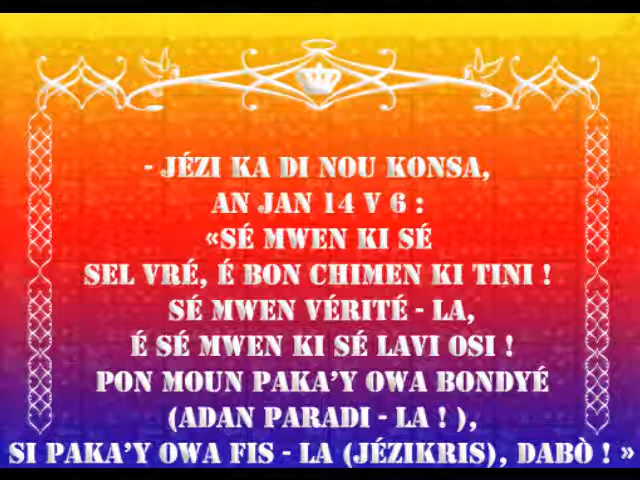 - JÉZI KA DI NOU KONSA,
AN JAN 14 V 6 :
«SÉ MWEN KI SÉ
SEL VRÉ, É BON CHIMEN KI TINI !
SÉ MWEN VÉRITÉ - LA,
É SÉ MWEN KI SÉ LAVI OSI !
PON MOUN PAKA'Y OWA BONDYÉ
(ADAN PARADI - LA ! ),
SI PAKA'Y OWA FIS - LA (JÉZIKRIS), DABÒ ! »